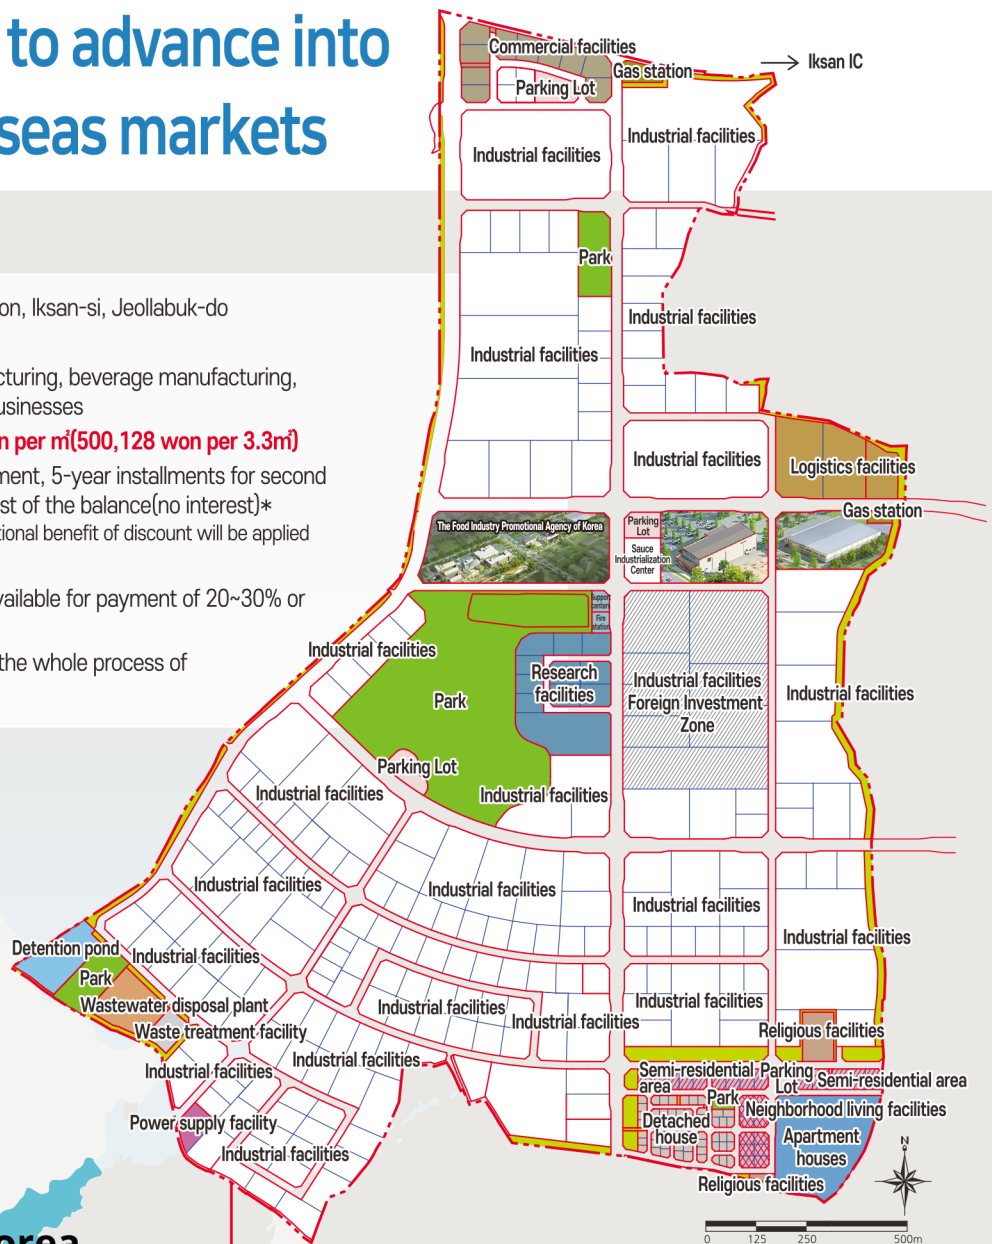 to advance into
seas markets
on, Iksan-si, Jeollabuk-do
cturing, beverage manufacturing,
usinesses
n per ㎡(500,128 won per 3.3㎡)
ment, 5-year installments for second
st of the balance(no interest)*
tional benefit of discount will be applied
vailable for payment of 20~30% or
the whole process of
Commercial facilities
Iksan IC
Gas station
Parking Lot
Industrial facilities
Industrial facilities
Park
Industrial facilities
Industrial facilities
Industrial facilities
Logistics facilities
Gas station
The Food Industry Promotional Agency of Korea
Parking
Lot
Sauce
Industrialization
Center
Support
centers
Fire
station
Industrial facilities
Research
facilities
Park
Industrial facilities
Foreign Investment
Zone
Industrial facilities
Parking Lot
Industrial facilities
Industrial facilities
Industrial facilities
Industrial facilities
Industrial facilities
Industrial facilities
Detention pond
Industrial facilities
Park
Wastewater disposal plant
Industrial facilities
Industrial facilities
Industrial facilities
Waste treatment facility
Religious facilities
Industrial facilities
Industrial facilities
Semi-residential
area
Parking
Lot
Semi-residential area
Park
Neighborhood living facilities
Power supply facility
Detached
house
Apartment
houses
Industrial facilities
Religious facilities
N
0 125 250 500m
orea